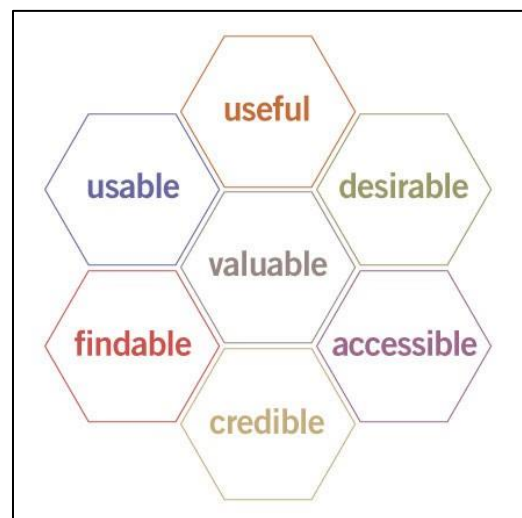 useful
usable
desirable
valuable
findable
accessible
credible